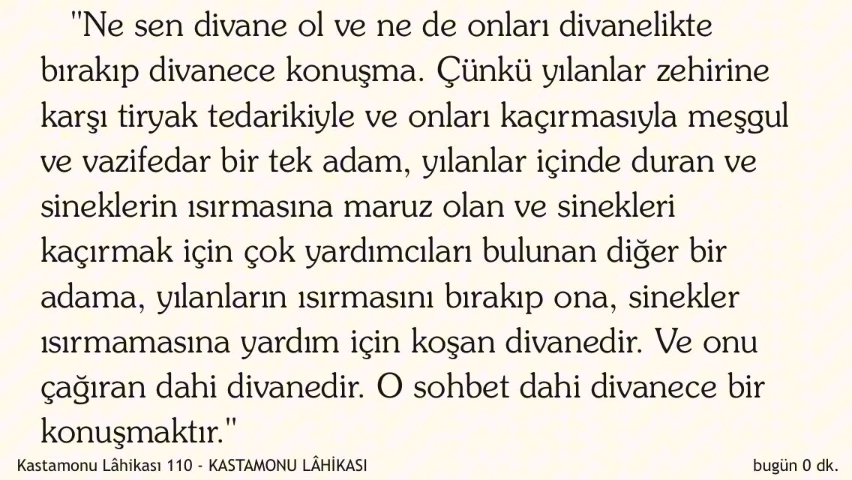 "Ne sen divane ol ve ne de onları divanelikte
bırakıp divanece konuşma. Çünkü yılanlar zehirine
karşı tiryak tedarikiyle ve onları kaçırmasıyla meşgul
ve vazifedar bir tek adam, yılanlar içinde duran ve
sineklerin ısırmasına maruz olan ve sinekleri
kaçırmak için çok yardımcıları bulunan diğer bir
adama, yılanların ısırmasını bırakıp ona, sinekler
ısırmamasına yardım için koşan divanedir. Ve onu
çağıran dahi divanedir. O sohbet dahi divanece bir
konuşmaktır."
Kastamonu Lâhikası 110 - KASTAMONU LÂHİKASI bugün 0 dk.